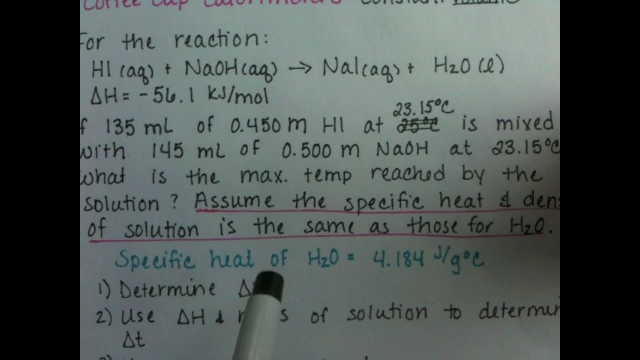 Coffee Cup Calorimeters - constant volume
For the reaction:
HI(aq) + NaOH(aq) → NaI(aq) + H2O(l)
ΔH = -56.1 kJ/mol
23.15°C
f 135 mL of 0.450 m HI at 25°C is mixed
with 145 mL of 0.500 m NaOH at 23.15°C
what is the max. temp reached by the
solution? Assume the specific heat & dens
of solution is the same as those for H2O.
Specific heat of H2O = 4.184 J/g°C
1) Determine
2) Use ΔH & of solution to determin
Δt